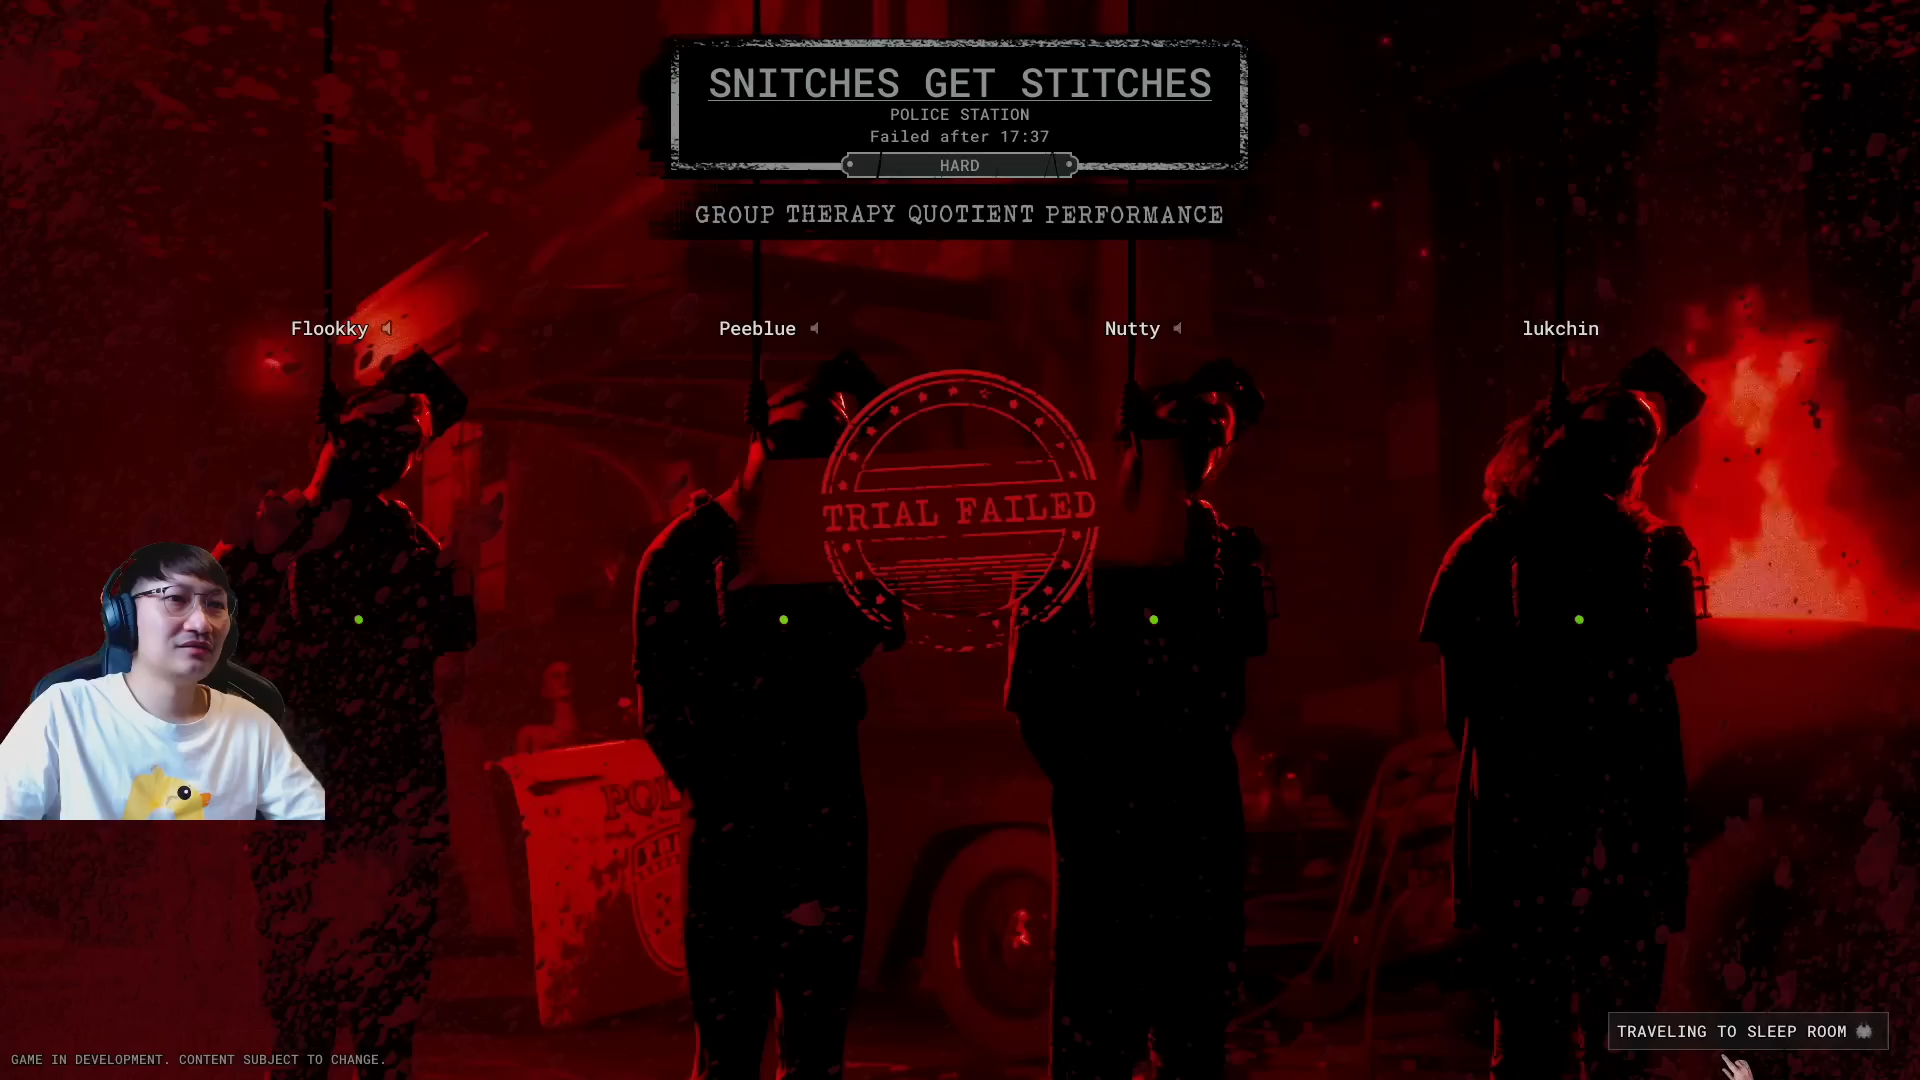 SNITCHES GET STITCHES
POLICE STATION
Failed after 17:37
HARD
GROUP THERAPY QUOTIENT PERFORMANCE
Flookky
Peeblue
Nutty
lukchin
TRIAL FAILED
TRAVELING TO SLEEP ROOM
GAME IN DEVELOPMENT. CONTENT SUBJECT TO CHANGE.